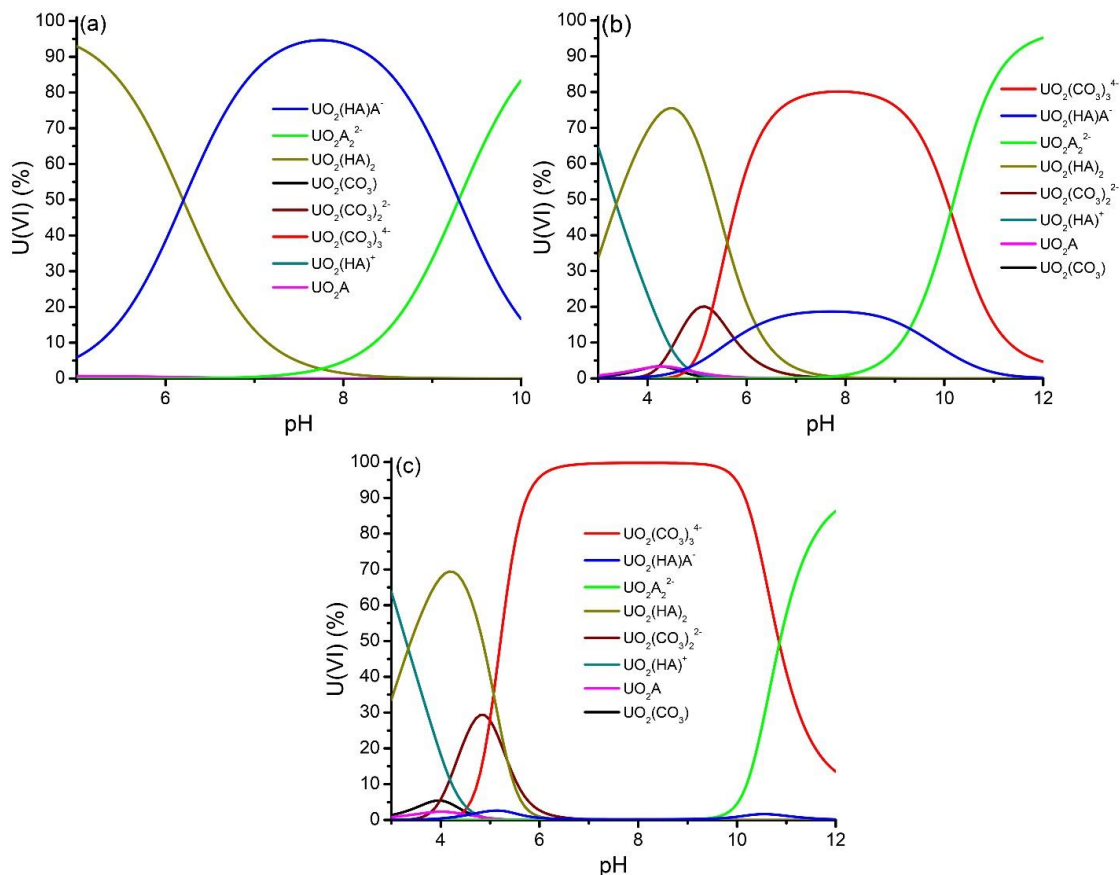 (a)
U(VI) (%)
100
90
80
70
60
50
40
30
20
10
0
UO₂(HA)A⁻
UO₂A₂²⁻
UO₂(HA)₂
UO₂(CO₃)
UO₂(CO₃)₂²⁻
UO₂(CO₃)₃⁴⁻
UO₂(HA)⁺
UO₂A
6 8 10
pH
(b)
U(VI) (%)
100
90
80
70
60
50
40
30
20
10
0
UO₂(CO₃)₃⁴⁻
UO₂(HA)A⁻
UO₂A₂²⁻
UO₂(HA)₂
UO₂(CO₃)₂²⁻
UO₂(HA)⁺
UO₂A
UO₂(CO₃)
4 6 8 10 12
pH
(c)
U(VI) (%)
100
90
80
70
60
50
40
30
20
10
0
UO₂(CO₃)₃⁴⁻
UO₂(HA)A⁻
UO₂A₂²⁻
UO₂(HA)₂
UO₂(CO₃)₂²⁻
UO₂(HA)⁺
UO₂A
UO₂(CO₃)
4 6 8 10 12
pH